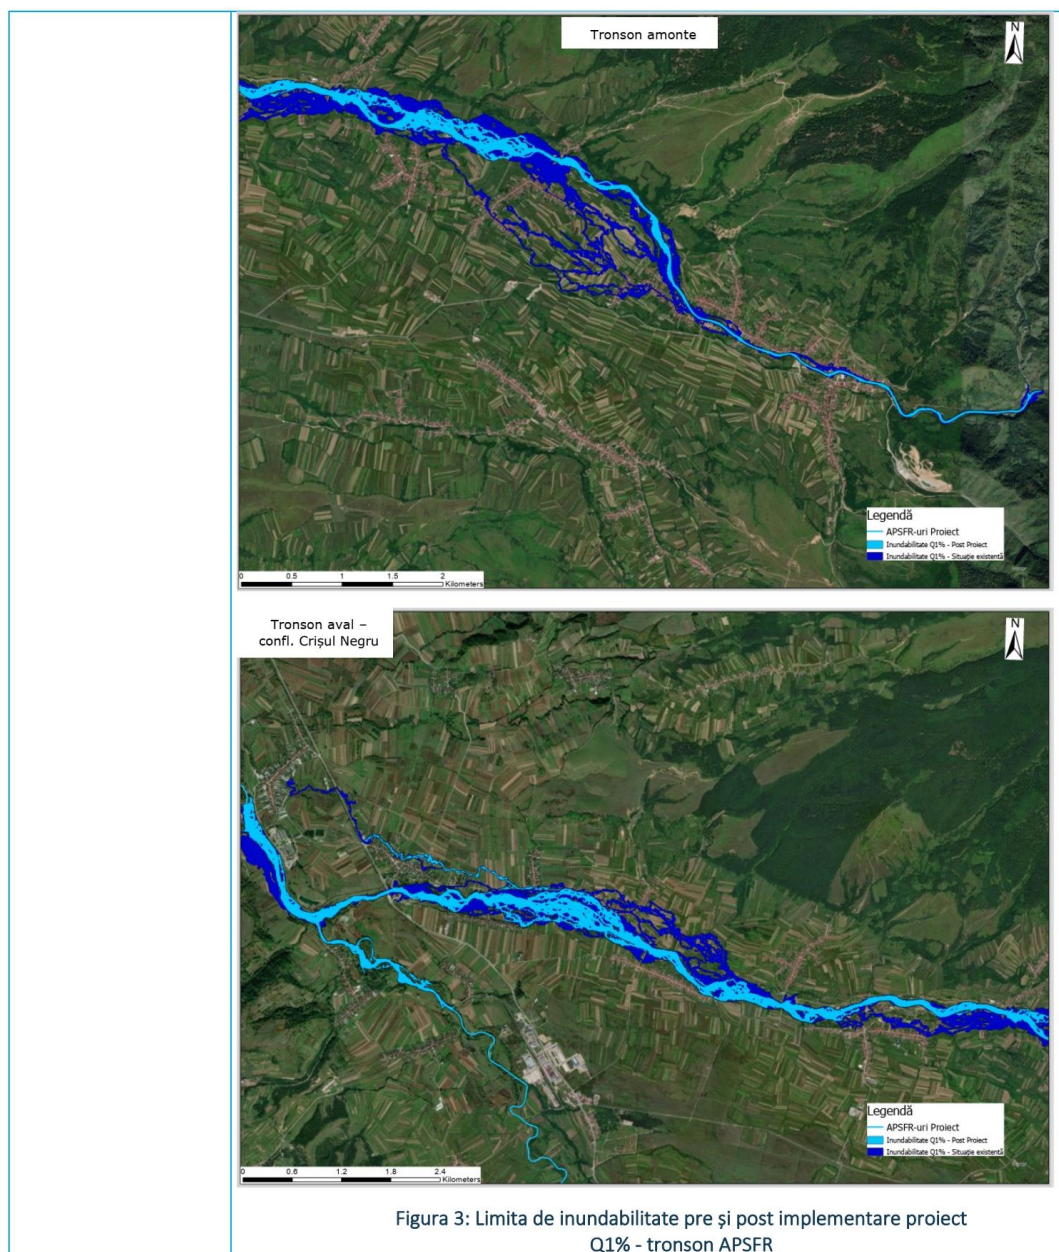 Tronson amonte
N
Legendă
APSFR-uri Proiect
Inundabilitate Q1% - Post Proiect
Inundabilitate Q1% - Situație existentă
0 0.5 1 1.5 2
Kilometers
Tronson aval –
confl. Crișul Negru
N
Legendă
APSFR-uri Proiect
Inundabilitate Q1% - Post Proiect
Inundabilitate Q1% - Situație existentă
0 0.6 1.2 1.8 2.4
Kilometers
Figura 3: Limita de inundabilitate pre și post implementare proiect
Q1% - tronson APSFR